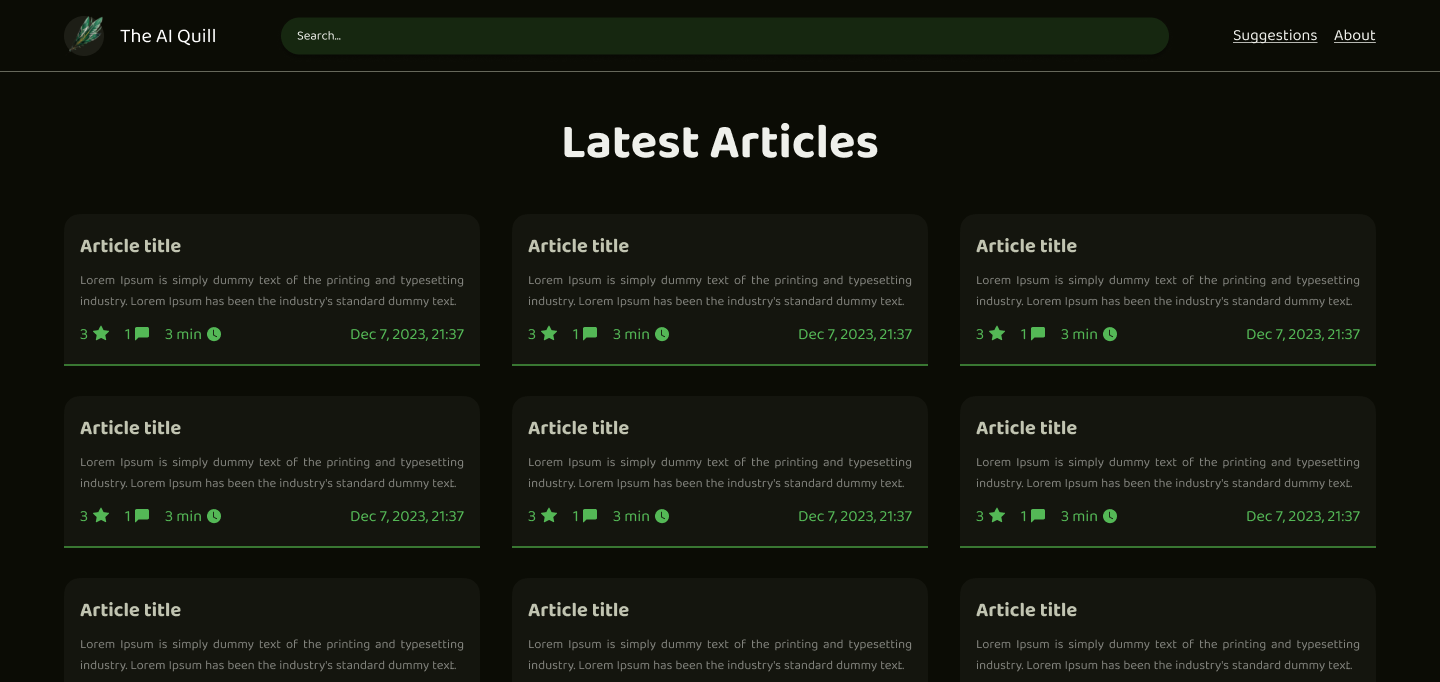 The AI Quill
Search...
Suggestions
About
Latest Articles
Article title
Lorem Ipsum is simply dummy text of the printing and typesetting
industry. Lorem Ipsum has been the industry's standard dummy text.
3 1 3 min Dec 7, 2023, 21:37
Article title
Lorem Ipsum is simply dummy text of the printing and typesetting
industry. Lorem Ipsum has been the industry's standard dummy text.
3 1 3 min Dec 7, 2023, 21:37
Article title
Lorem Ipsum is simply dummy text of the printing and typesetting
industry. Lorem Ipsum has been the industry's standard dummy text.
3 1 3 min Dec 7, 2023, 21:37
Article title
Lorem Ipsum is simply dummy text of the printing and typesetting
industry. Lorem Ipsum has been the industry's standard dummy text.
3 1 3 min Dec 7, 2023, 21:37
Article title
Lorem Ipsum is simply dummy text of the printing and typesetting
industry. Lorem Ipsum has been the industry's standard dummy text.
3 1 3 min Dec 7, 2023, 21:37
Article title
Lorem Ipsum is simply dummy text of the printing and typesetting
industry. Lorem Ipsum has been the industry's standard dummy text.
3 1 3 min Dec 7, 2023, 21:37
Article title
Lorem Ipsum is simply dummy text of the printing and typesetting
industry. Lorem Ipsum has been the industry's standard dummy text.
Article title
Lorem Ipsum is simply dummy text of the printing and typesetting
industry. Lorem Ipsum has been the industry's standard dummy text.
Article title
Lorem Ipsum is simply dummy text of the printing and typesetting
industry. Lorem Ipsum has been the industry's standard dummy text.